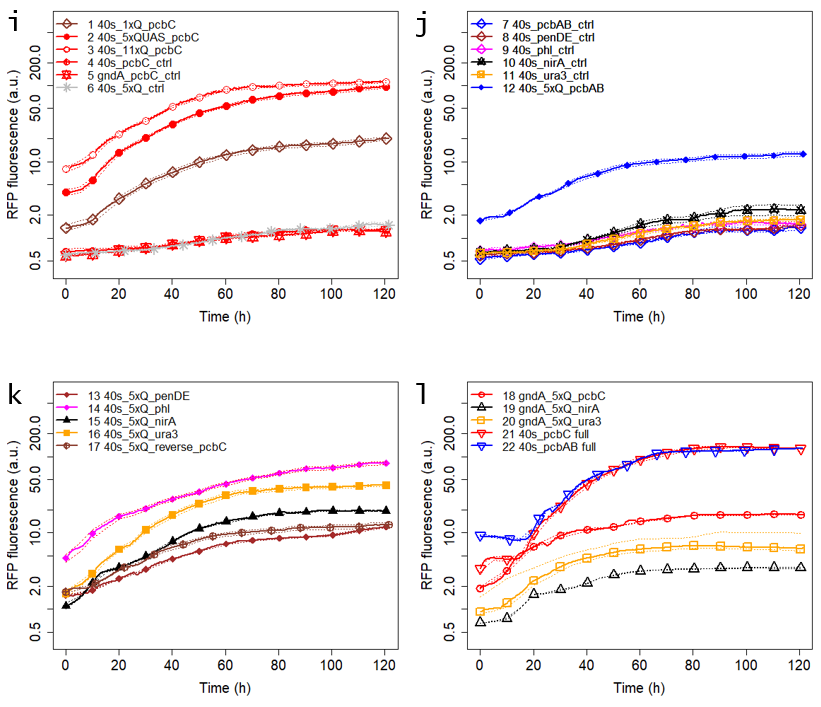 i
1 40s_1xQ_pcbC
2 40s_5xQUAS_pcbC
3 40s_11xQ_pcbC
4 40s_pcbC_ctrl
5 gndA_pcbC_ctrl
6 40s_5xQ_ctrl
RFP fluorescence (a.u.)
0.5 2.0 10.0 50.0 200.0
0 20 40 60 80 100 120
Time (h)
j
7 40s_pcbAB_ctrl
8 40s_penDE_ctrl
9 40s_phl_ctrl
10 40s_nirA_ctrl
11 40s_ura3_ctrl
12 40s_5xQ_pcbAB
RFP fluorescence (a.u.)
0.5 2.0 10.0 50.0 200.0
0 20 40 60 80 100 120
Time (h)
k
13 40s_5xQ_penDE
14 40s_5xQ_phl
15 40s_5xQ_nirA
16 40s_5xQ_ura3
17 40s_5xQ_reverse_pcbC
RFP fluorescence (a.u.)
0.5 2.0 10.0 50.0 200.0
0 20 40 60 80 100 120
Time (h)
l
18 gndA_5xQ_pcbC
19 gndA_5xQ_nirA
20 gndA_5xQ_ura3
21 40s_pcbC full
22 40s_pcbAB full
RFP fluorescence (a.u.)
0.5 2.0 10.0 50.0 200.0
0 20 40 60 80 100 120
Time (h)